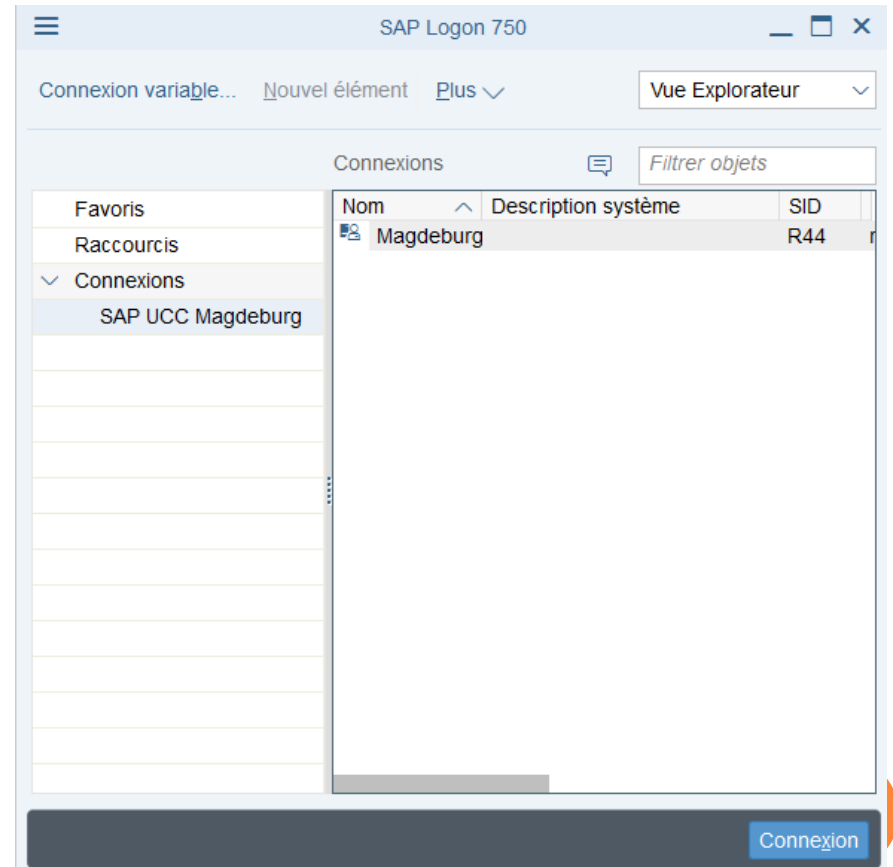 SAP Logon 750
Connexion variable... Nouvel élément Plus
Vue Explorateur
Connexions
Filtrer objets
Favoris
Raccourcis
Connexions
SAP UCC Magdeburg
Nom Description système SID
Magdeburg R44
Connexion